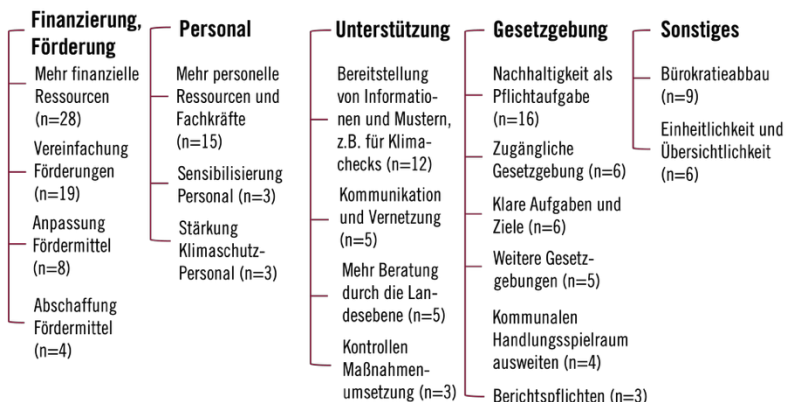 Finanzierung,
Förderung
Mehr finanzielle
Ressourcen
(n=28)
Vereinfachung
Förderungen
(n=19)
Anpassung
Fördermittel
(n=8)
Abschaffung
Fördermittel
(n=4)
Personal
Mehr personelle
Ressourcen und
Fachkräfte
(n=15)
Sensibilisierung
Personal (n=3)
Stärkung
Klimaschutz-
Personal (n=3)
Unterstützung
Bereitstellung
von Informatio-
nen und Mustern,
z.B. für Klima-
checks (n=12)
Kommunikation
und Vernetzung
(n=5)
Mehr Beratung
durch die Lan-
desebene (n=5)
Kontrollen
Maßnahmen-
umsetzung (n=3)
Gesetzgebung
Nachhaltigkeit als
Pflichtaufgabe
(n=16)
Zugängliche
Gesetzgebung (n=6)
Klare Aufgaben und
Ziele (n=6)
Weitere Gesetz-
gebungen (n=5)
Kommunalen
Handlungsspielraum
ausweiten (n=4)
Berichtspflichten (n=3)
Sonstiges
Bürokratieabbau
(n=9)
Einheitlichkeit und
Übersichtlichkeit
(n=6)